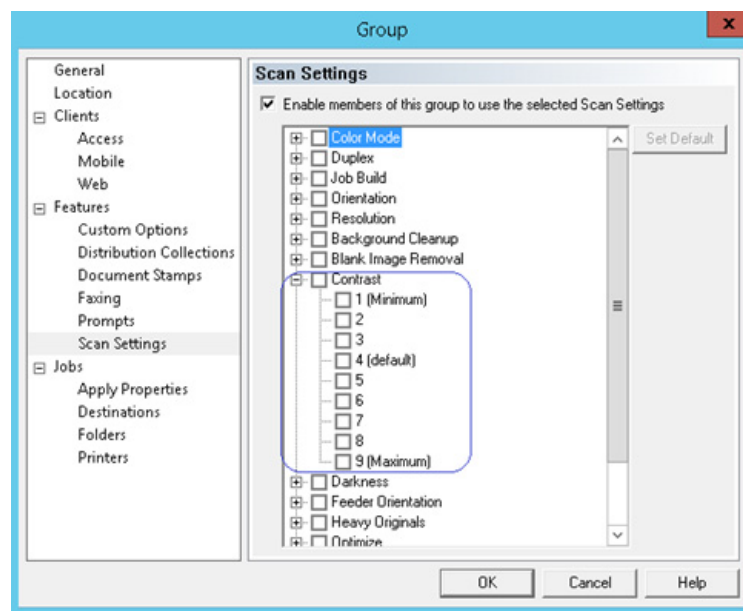 Group
x
General
Location
Clients
Access
Mobile
Web
Features
Custom Options
Distribution Collections
Document Stamps
Faxing
Prompts
Scan Settings
Jobs
Apply Properties
Destinations
Folders
Printers
Scan Settings
Enable members of this group to use the selected Scan Settings
Color Mode
Duplex
Job Build
Orientation
Resolution
Background Cleanup
Blank Image Removal
Contrast
1 (Minimum)
2
3
4 (default)
5
6
7
8
9 (Maximum)
Darkness
Feeder Orientation
Heavy Originals
Optimize
Set Default
OK
Cancel
Help